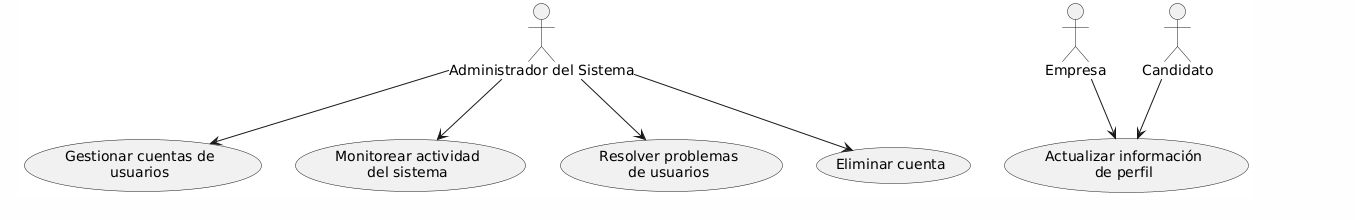 Administrador del Sistema
Empresa
Candidato
Gestionar cuentas de
usuarios
Monitorear actividad
del sistema
Resolver problemas
de usuarios
Eliminar cuenta
Actualizar información
de perfil